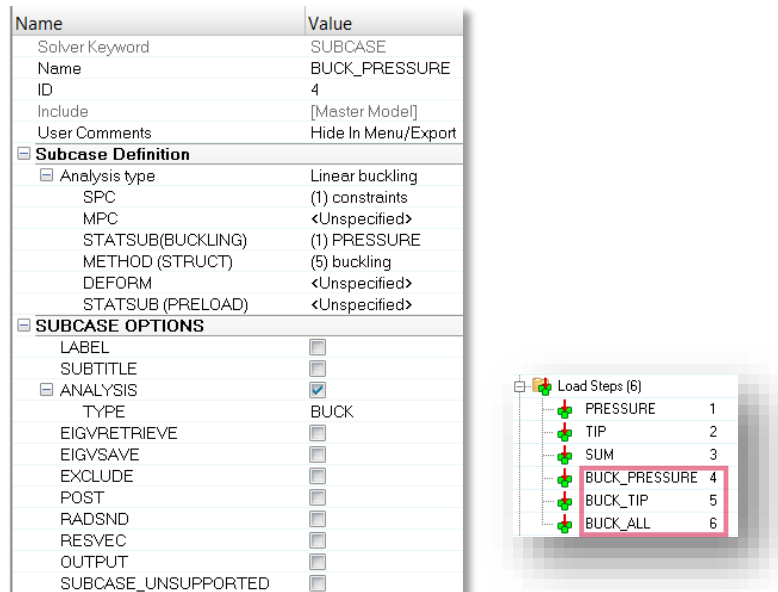 Name Value
Solver Keyword SUBCASE
Name BUCK_PRESSURE
ID 4
Include [Master Model]
User Comments Hide In Menu/Export
Subcase Definition
Analysis type Linear buckling
SPC (1) constraints
MPC <Unspecified>
STATSUB(BUCKLING) (1) PRESSURE
METHOD (STRUCT) (5) buckling
DEFORM <Unspecified>
STATSUB (PRELOAD) <Unspecified>
SUBCASE OPTIONS
LABEL
SUBTITLE
ANALYSIS
TYPE BUCK
EIGVRETRIEVE
EIGVSAVE
EXCLUDE
POST
RADSND
RESVEC
OUTPUT
SUBCASE_UNSUPPORTED
Load Steps (6)
PRESSURE 1
TIP 2
SUM 3
BUCK_PRESSURE 4
BUCK_TIP 5
BUCK_ALL 6